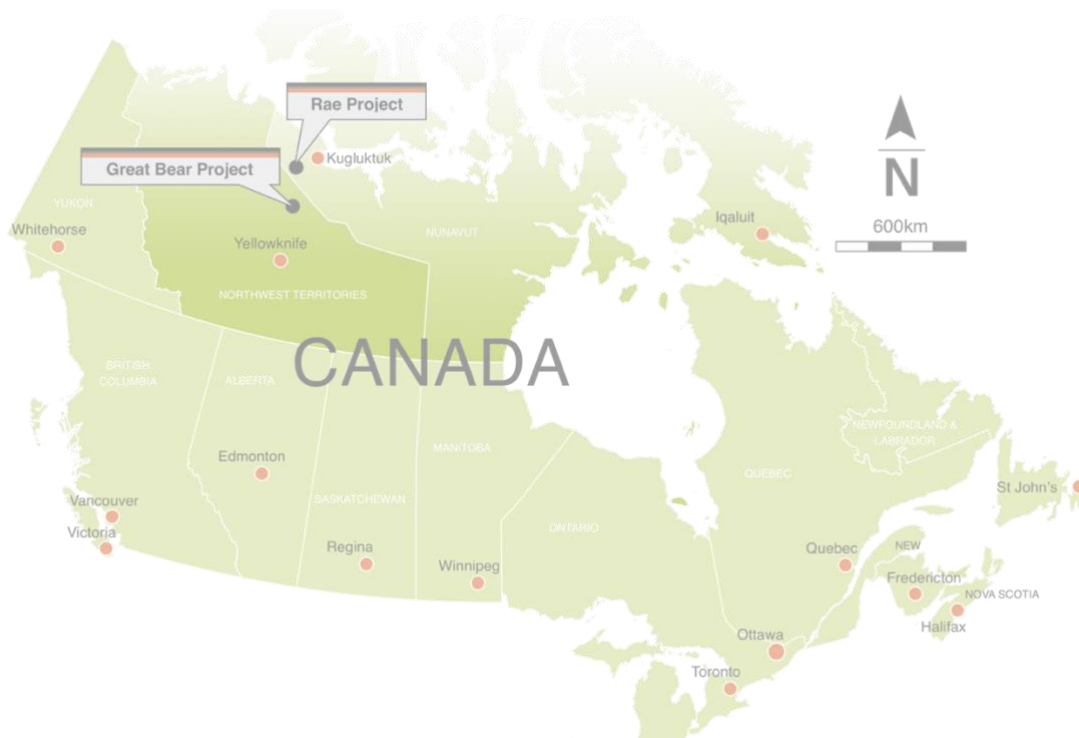 Rae Project
Kugluktuk
Great Bear Project
N
YUKON
Whitehorse
Iqaluit
600km
NUNAVUT
Yellowknife
NORTHWEST TERRITORIES
CANADA
BRITISH
COLUMBIA
ALBERTA
NEWFOUNDLAND &
LABRADOR
MANITOBA
Edmonton
QUEBEC
St John's
SASKATCHEWAN
Vancouver
ONTARIO
Victoria
Regina
Winnipeg
Quebec
NEW
Fredericton
NOVA SCOTIA
Halifax
Ottawa
Toronto